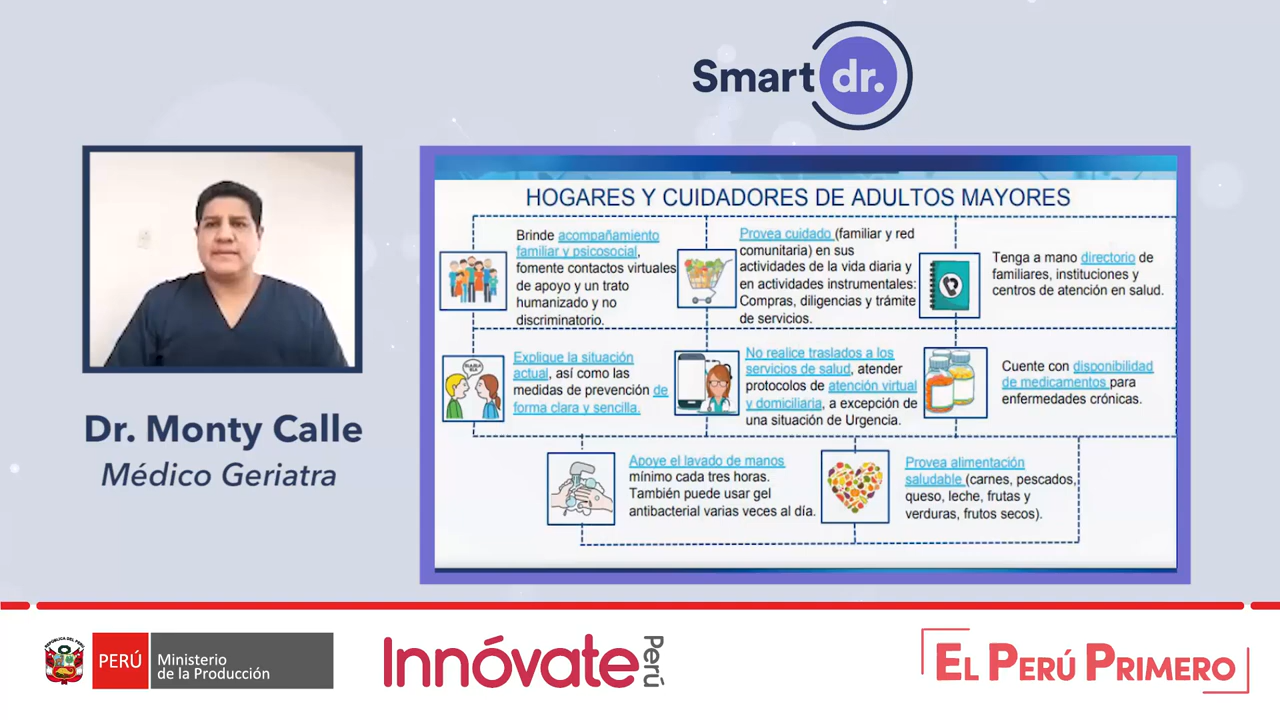 Smart dr.
Dr. Monty Calle
Médico Geriatra
HOGARES Y CUIDADORES DE ADULTOS MAYORES
Brinde acompañamiento
familiar y psicosocial,
fomente contactos virtuales
de apoyo y un trato
humanizado y no
discriminatorio.
Provea cuidado (familiar y red
comunitaria) en sus
actividades de la vida diaria y
en actividades instrumentales:
Compras, diligencias y trámite
de servicios.
Tenga a mano directorio de
familiares, instituciones y
centros de atención en salud.
Explique la situación
actual, así como las
medidas de prevención de
forma clara y sencilla.
No realice traslados a los
servicios de salud, atender
protocolos de atención virtual
y domiciliaria, a excepción de
una situación de Urgencia.
Cuente con disponibilidad
de medicamentos para
enfermedades crónicas.
Apoye el lavado de manos
mínimo cada tres horas.
También puede usar gel
antibacterial varias veces al día.
Provea alimentación
saludable (carnes, pescados,
queso, leche, frutas y
verduras, frutos secos).
REPÚBLICA DEL PERÚ
PERÚ
Ministerio
de la Producción
Innóvate Perú
EL PERÚ PRIMERO